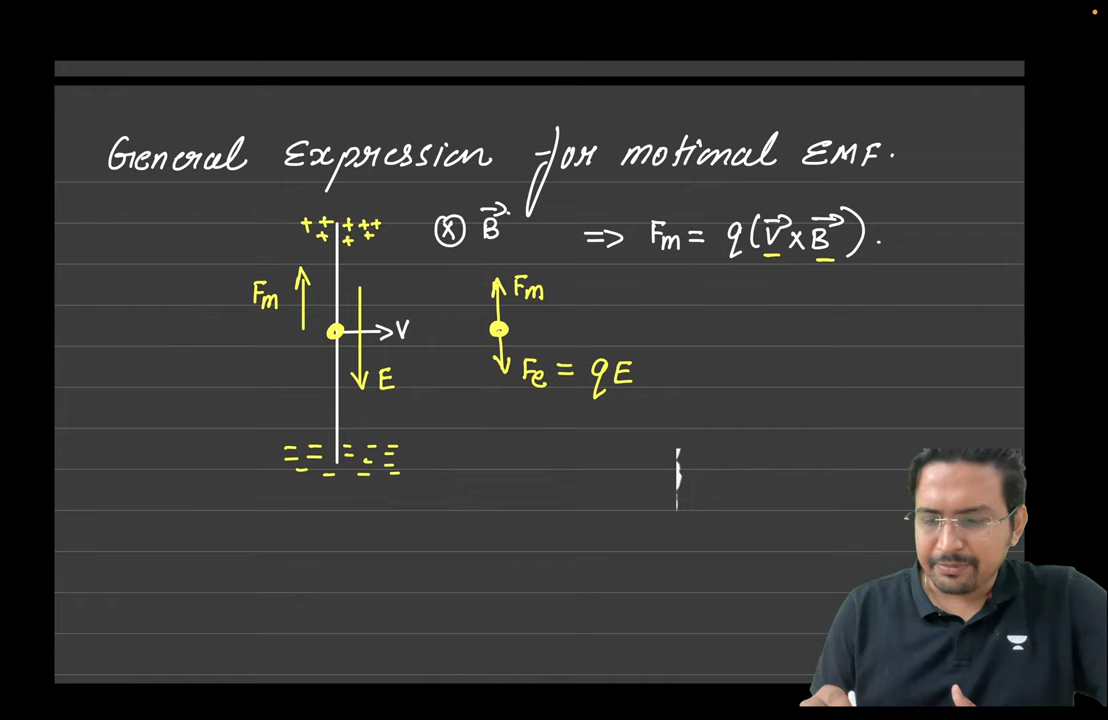 General Expression for motional EMF.
+ + + + +
+ + +
⊗ B⃗ => Fm = q(V⃗ x B⃗).
Fm
Fm
V
E
Fe = qE
= = = = =
- - - -